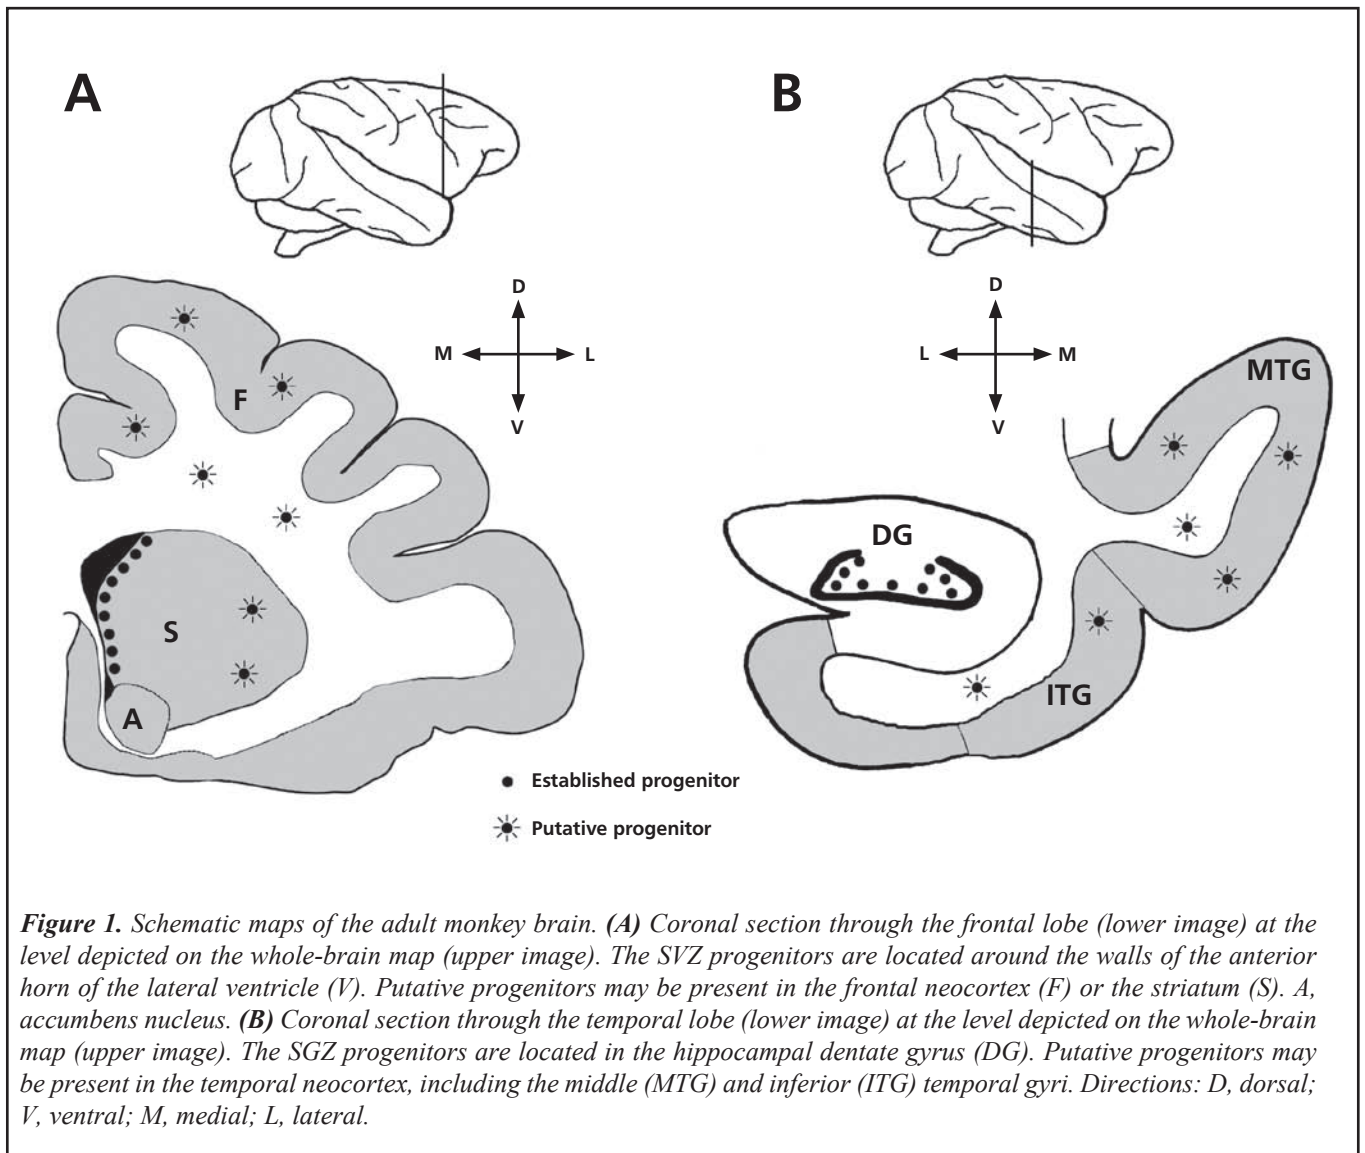 A
B
D
M
L
V
D
L
M
V
F
S
A
MTG
DG
ITG
Established progenitor
Putative progenitor
Figure 1. Schematic maps of the adult monkey brain. (A) Coronal section through the frontal lobe (lower image) at the
level depicted on the whole-brain map (upper image). The SVZ progenitors are located around the walls of the anterior
horn of the lateral ventricle (V). Putative progenitors may be present in the frontal neocortex (F) or the striatum (S). A,
accumbens nucleus. (B) Coronal section through the temporal lobe (lower image) at the level depicted on the whole-brain
map (upper image). The SGZ progenitors are located in the hippocampal dentate gyrus (DG). Putative progenitors may
be present in the temporal neocortex, including the middle (MTG) and inferior (ITG) temporal gyri. Directions: D, dorsal;
V, ventral; M, medial; L, lateral.